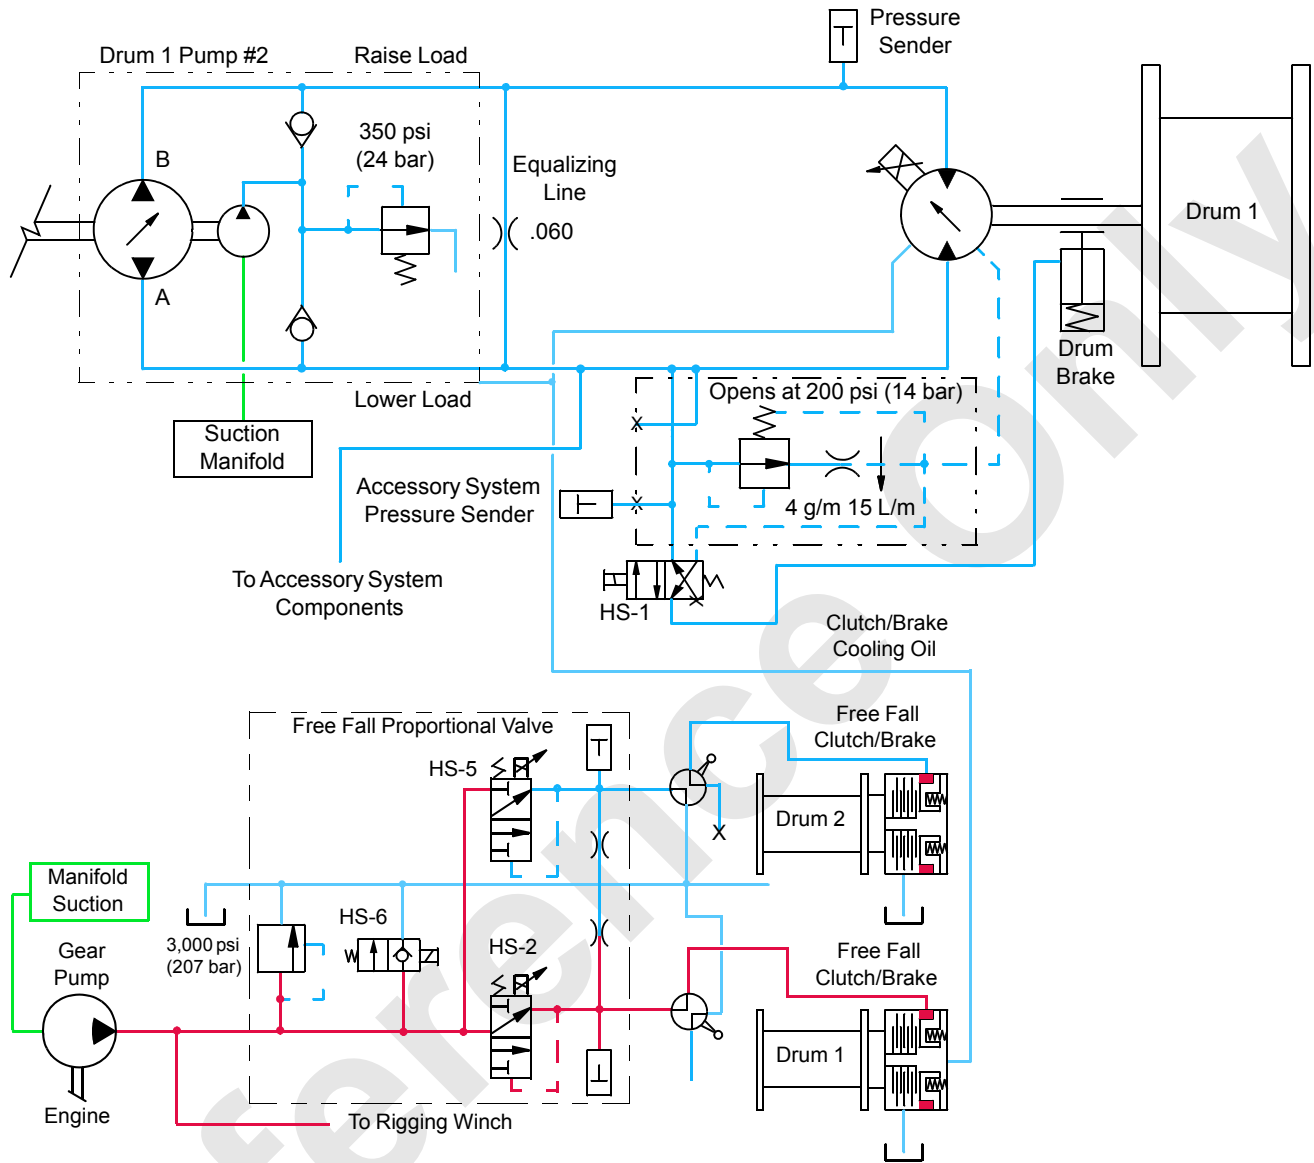 Pressure
Sender
Drum 1 Pump #2
Raise Load
350 psi
(24 bar)
B
Equalizing
Line
.060
Drum 1
A
Drum
Brake
Lower Load
Opens at 200 psi (14 bar)
Suction
Manifold
X
Accessory System
Pressure Sender
X
4 g/m 15 L/m
To Accessory System
Components
HS-1
X
Clutch/Brake
Cooling Oil
Free Fall Proportional Valve
Free Fall
Clutch/Brake
HS-5
Drum 2
X
Manifold
Suction
HS-6
3,000 psi
(207 bar)
HS-2
Gear
Pump
Free Fall
Clutch/Brake
Drum 1
Engine
To Rigging Winch
ference Only